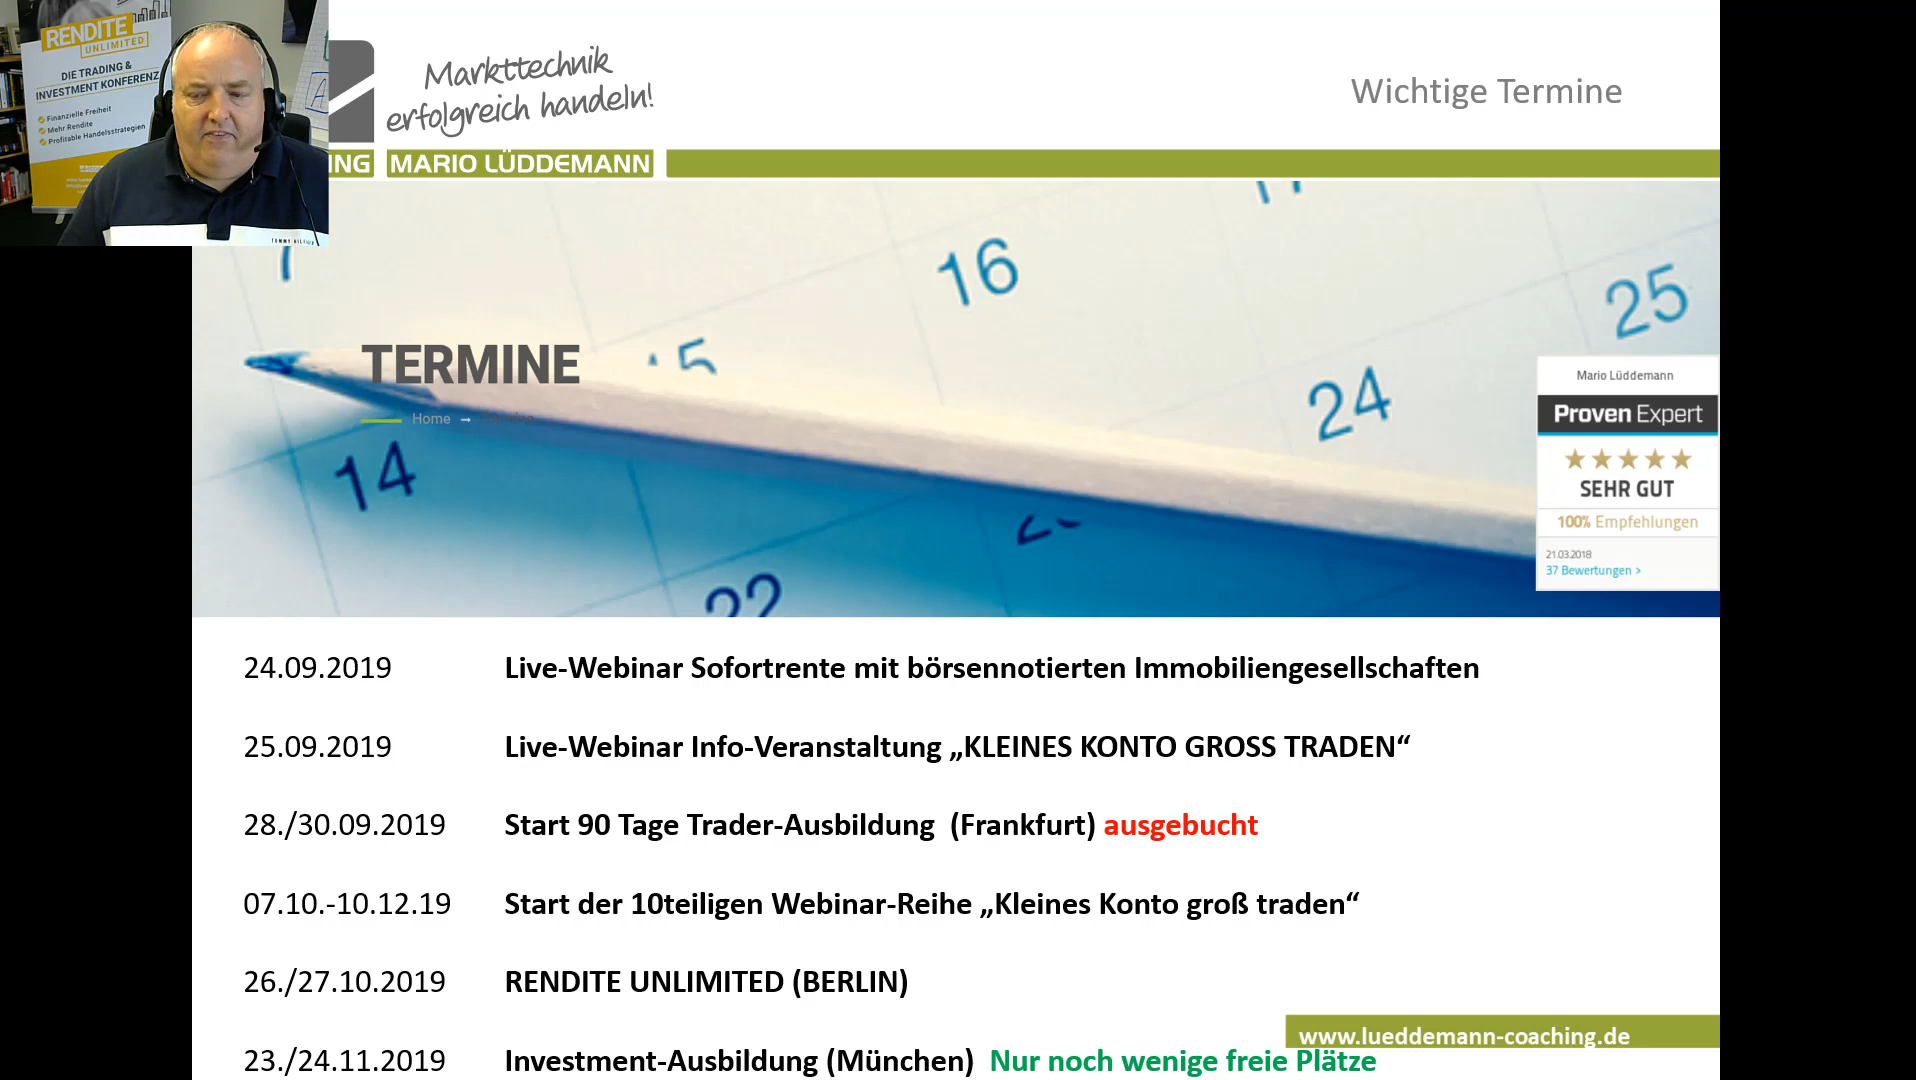 RENDITE
UNLIMITED
DIE TRADING &
INVESTMENT KONFERENZ
Finanzielle Freiheit
Mehr Rendite
Profitable Handelsstrategien
TOMMY HILFIGER
Markttechnik
erfolgreich handeln!
Wichtige Termine
ING MARIO LÜDDEMANN
7
16
17
25
15
24
14
22
TERMINE
Home →
Mario Lüddemann
Proven Expert
SEHR GUT
100% Empfehlungen
21.03.2018
37 Bewertungen >
24.09.2019 Live-Webinar Sofortrente mit börsennotierten Immobiliengesellschaften
25.09.2019 Live-Webinar Info-Veranstaltung „KLEINES KONTO GROSS TRADEN“
28./30.09.2019 Start 90 Tage Trader-Ausbildung (Frankfurt) ausgebucht
07.10.-10.12.19 Start der 10teiligen Webinar-Reihe „Kleines Konto groß traden“
26./27.10.2019 RENDITE UNLIMITED (BERLIN)
www.lueddemann-coaching.de
23./24.11.2019 Investment-Ausbildung (München) Nur noch wenige freie Plätze